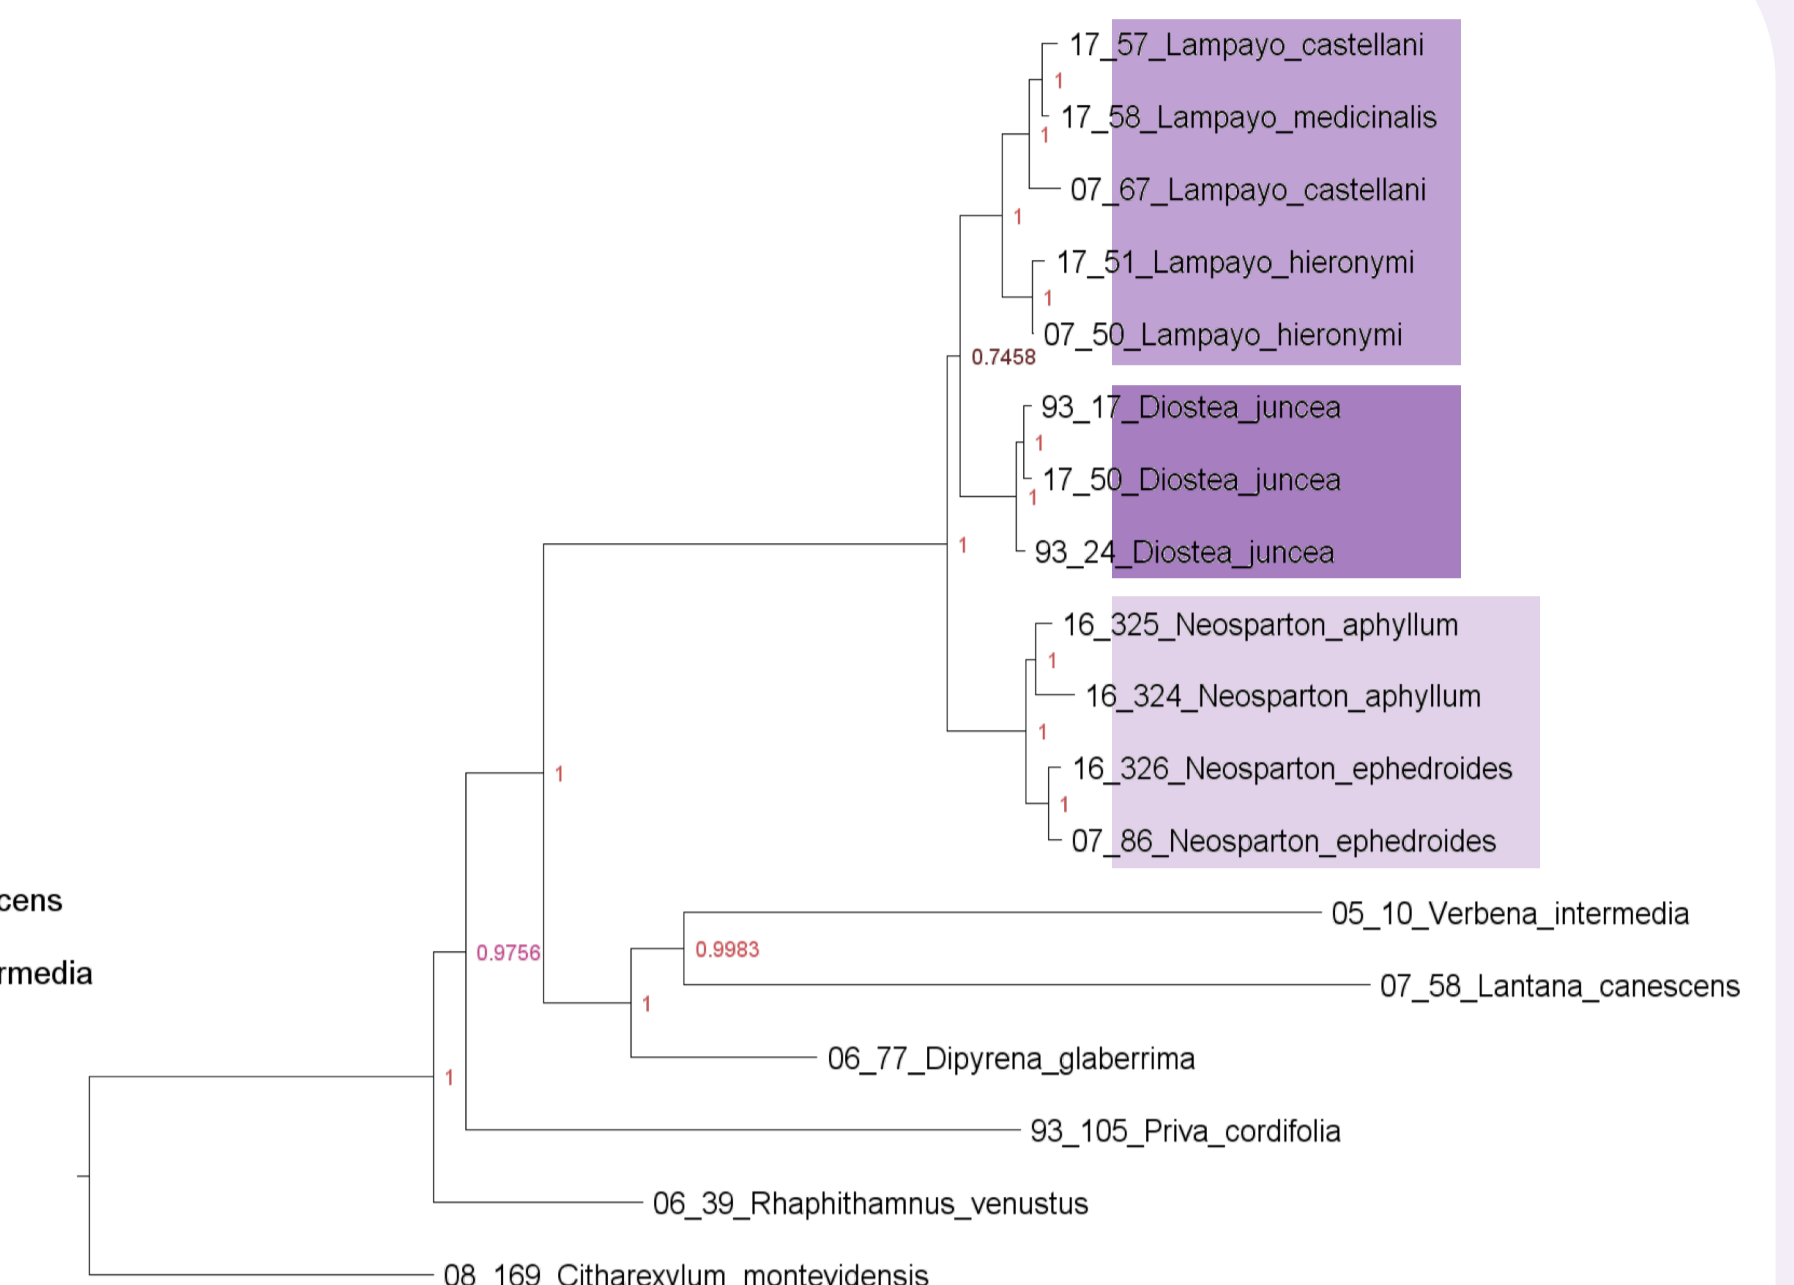 17_57_Lampayo_castellani
1
17_58_Lampayo_medicinalis
1
07_67_Lampayo_castellani
1
17_51_Lampayo_hieronymi
1
07_50_Lampayo_hieronymi
0.7458
93_17_Diostea_juncea
1
17_50_Diostea_juncea
1
93_24_Diostea_juncea
1
16_325_Neosparton_aphyllum
1
16_324_Neosparton_aphyllum
1
16_326_Neosparton_ephedroides
1
1
07_86_Neosparton_ephedroides
cens
05_10_Verbena_intermedia
0.9756
0.9983
rmedia
07_58_Lantana_canescens
1
06_77_Dipyrena_glaberrima
1
93_105_Priva_cordifolia
06_39_Rhaphithamnus_venustus
08_169_Citharexylum_montevidensis